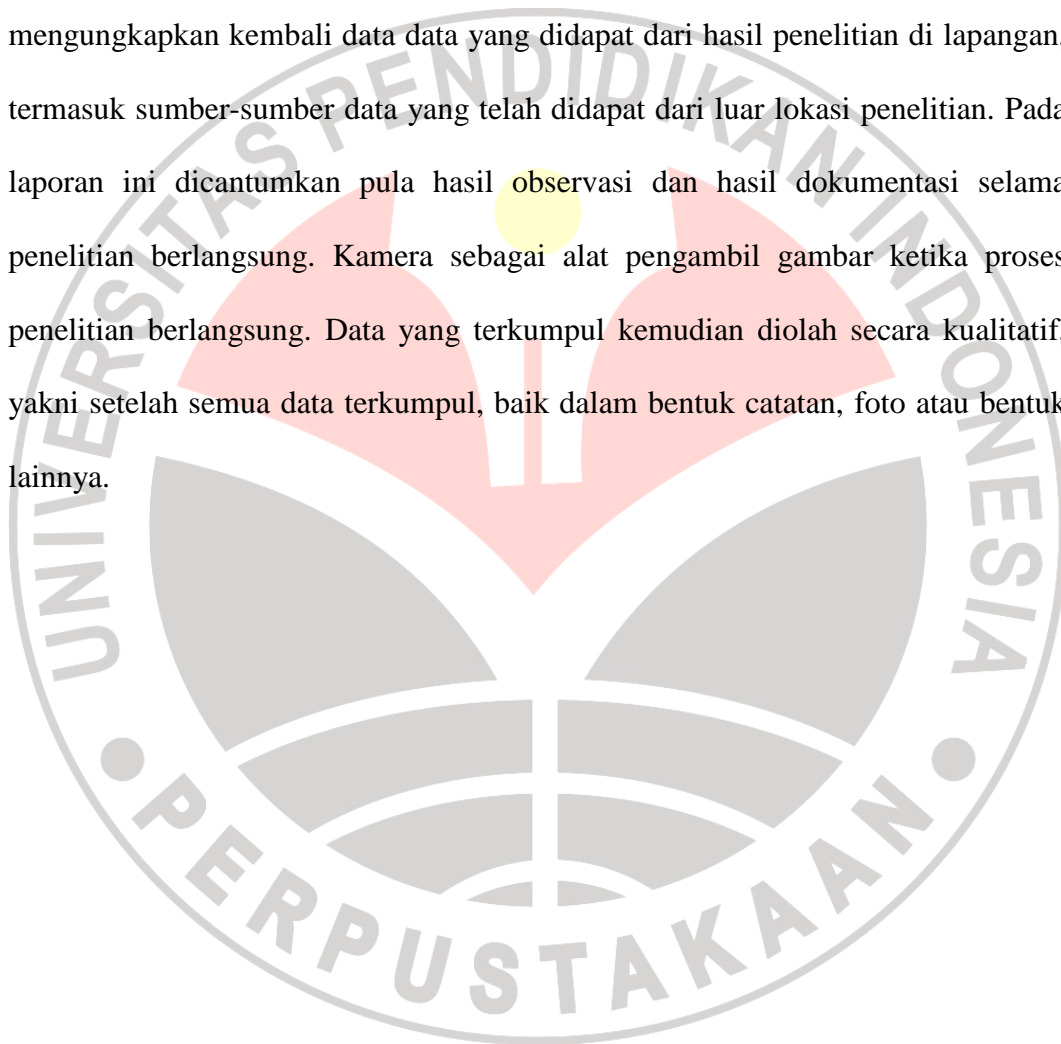 mengungkapkan kembali data data yang didapat dari hasil penelitian di lapangan,
termasuk sumber-sumber data yang telah didapat dari luar lokasi penelitian. Pada
laporan ini dicantumkan pula hasil observasi dan hasil dokumentasi selama
penelitian berlangsung. Kamera sebagai alat pengambil gambar ketika proses
penelitian berlangsung. Data yang terkumpul kemudian diolah secara kualitatif,
yakni setelah semua data terkumpul, baik dalam bentuk catatan, foto atau bentuk
lainnya.
UNIVERSITAS PENDIDIKAN INDONESIA
PERPUSTAKAAN